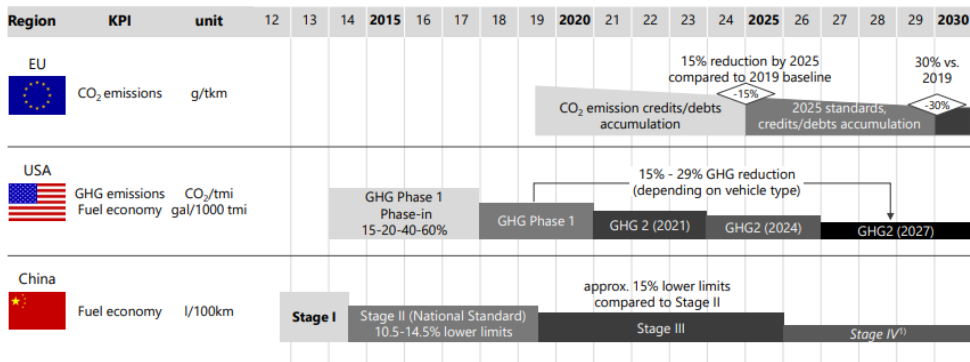 Region KPI unit 12 13 14 2015 16 17 18 19 2020 21 22 23 24 2025 26 27 28 29 2030
EU
CO₂ emissions g/tkm
15% reduction by 2025
compared to 2019 baseline
30% vs.
2019
-15%
-30%
CO₂ emission credits/debts
accumulation
2025 standards,
credits/debts accumulation
USA
GHG emissions CO₂/tmi
Fuel economy gal/1000 tmi
GHG Phase 1
Phase-in
15-20-40-60%
GHG Phase 1
15% - 29% GHG reduction
(depending on vehicle type)
GHG 2 (2021)
GHG2 (2024)
GHG2 (2027)
China
Fuel economy l/100km
Stage I
Stage II (National Standard)
10.5-14.5% lower limits
approx. 15% lower limits
compared to Stage II
Stage III
Stage IV¹⁾